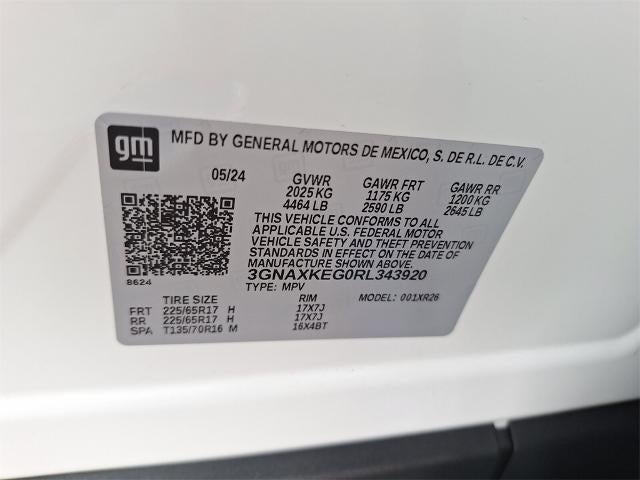 gm
MFD BY GENERAL MOTORS DE MEXICO, S. DE R.L. DE C.V.
05/24 GVWR GAWR FRT GAWR RR
2025 KG 1175 KG 1200 KG
4464 LB 2590 LB 2645 LB
THIS VEHICLE CONFORMS TO ALL
APPLICABLE U.S. FEDERAL MOTOR
VEHICLE SAFETY AND THEFT PREVENTION
STANDARDS IN EFFECT ON THE DATE OF
MANUFACTURE SHOWN ABOVE.
3GNAXKEG0RL343920
8624
TYPE: MPV MODEL: 001XR26
TIRE SIZE RIM
FRT 225/65R17 H 17X7J
RR 225/65R17 H 17X7J
SPA T135/70R16 M 16X4BT